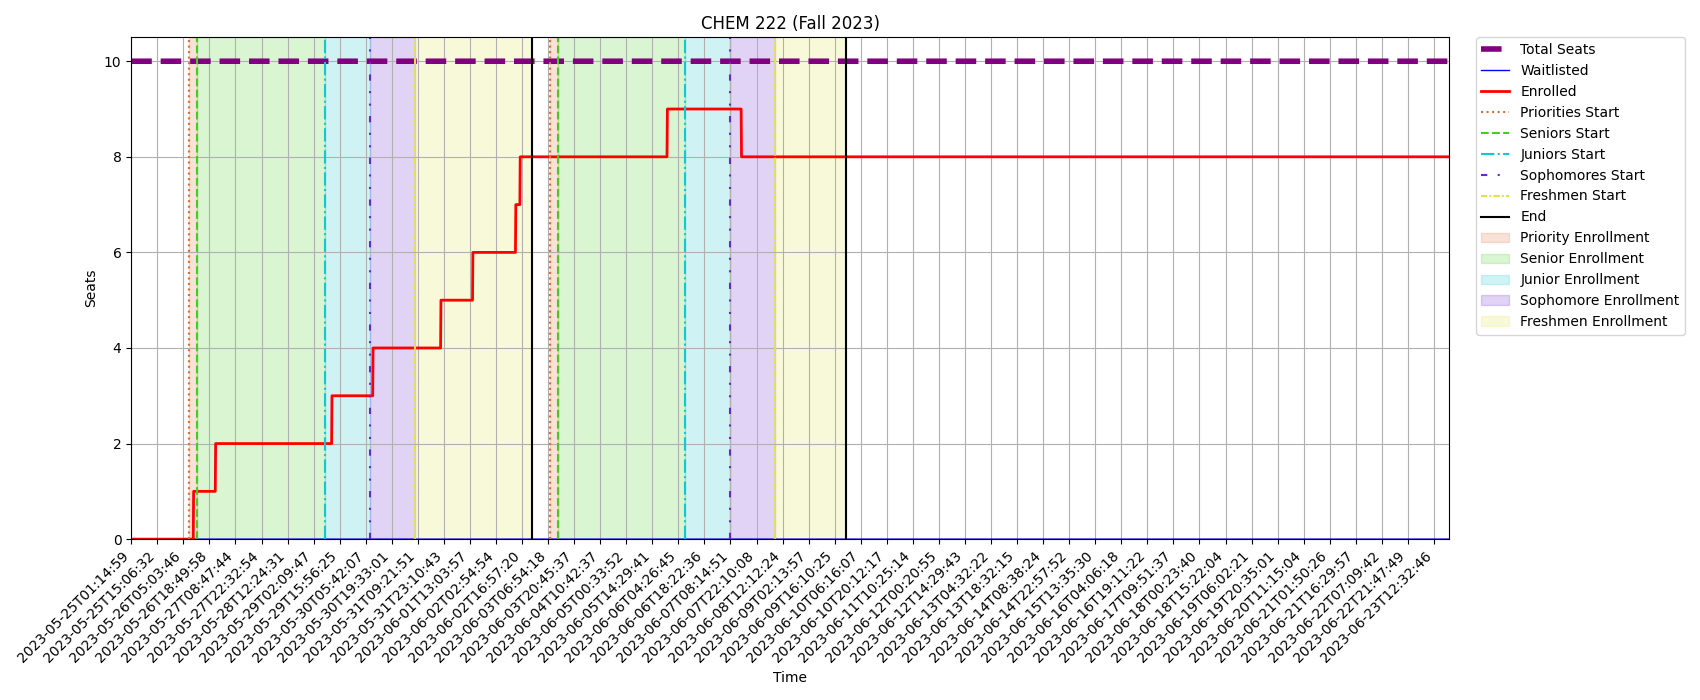 CHEM 222 (Fall 2023)
Seats
10
8
6
4
2
0
2023-05-25T01:14:59
2023-05-25T15:06:32
2023-05-26T05:03:46
2023-05-26T18:49:58
2023-05-27T08:47:44
2023-05-27T22:32:54
2023-05-28T12:24:31
2023-05-29T02:09:47
2023-05-29T15:56:25
2023-05-30T05:42:07
2023-05-30T19:33:01
2023-05-31T09:21:51
2023-05-31T23:10:43
2023-06-01T13:03:57
2023-06-02T02:54:54
2023-06-02T16:57:20
2023-06-03T06:54:18
2023-06-03T20:45:37
2023-06-04T10:42:37
2023-06-05T00:33:52
2023-06-05T14:29:41
2023-06-06T04:26:45
2023-06-06T18:22:36
2023-06-07T08:14:51
2023-06-07T22:10:08
2023-06-08T12:12:24
2023-06-09T02:13:57
2023-06-09T16:10:25
2023-06-10T06:16:07
2023-06-10T20:12:17
2023-06-11T10:25:14
2023-06-12T00:20:55
2023-06-12T14:29:43
2023-06-13T04:32:22
2023-06-13T18:32:15
2023-06-14T08:38:24
2023-06-14T22:57:52
2023-06-15T13:35:30
2023-06-16T04:06:18
2023-06-16T19:11:22
2023-06-17T09:51:37
2023-06-18T00:23:40
2023-06-18T15:22:04
2023-06-19T06:02:21
2023-06-19T20:35:01
2023-06-20T11:15:04
2023-06-21T01:50:26
2023-06-21T16:29:57
2023-06-22T07:09:42
2023-06-22T21:47:49
2023-06-23T12:32:46
Time
Total Seats
Waitlisted
Enrolled
Priorities Start
Seniors Start
Juniors Start
Sophomores Start
Freshmen Start
End
Priority Enrollment
Senior Enrollment
Junior Enrollment
Sophomore Enrollment
Freshmen Enrollment